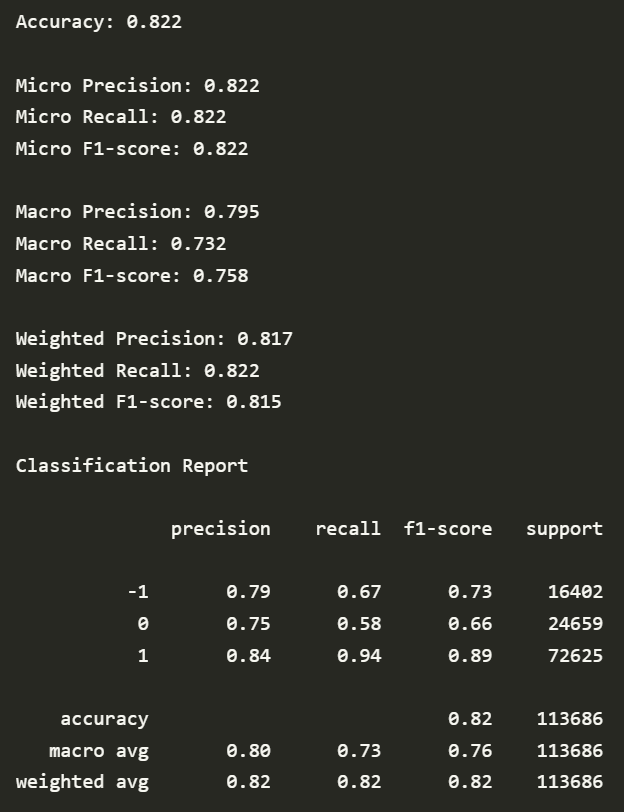 Accuracy: 0.822
Micro Precision: 0.822
Micro Recall: 0.822
Micro F1-score: 0.822
Macro Precision: 0.795
Macro Recall: 0.732
Macro F1-score: 0.758
Weighted Precision: 0.817
Weighted Recall: 0.822
Weighted F1-score: 0.815
Classification Report
precision recall f1-score support
-1 0.79 0.67 0.73 16402
0 0.75 0.58 0.66 24659
1 0.84 0.94 0.89 72625
accuracy 0.82 113686
macro avg 0.80 0.73 0.76 113686
weighted avg 0.82 0.82 0.82 113686